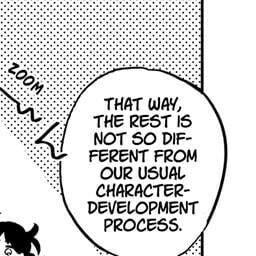 ZOOM
THAT WAY,
THE REST IS
NOT SO DIF-
FERENT FROM
OUR USUAL
CHARACTER-
DEVELOPMENT
PROCESS.